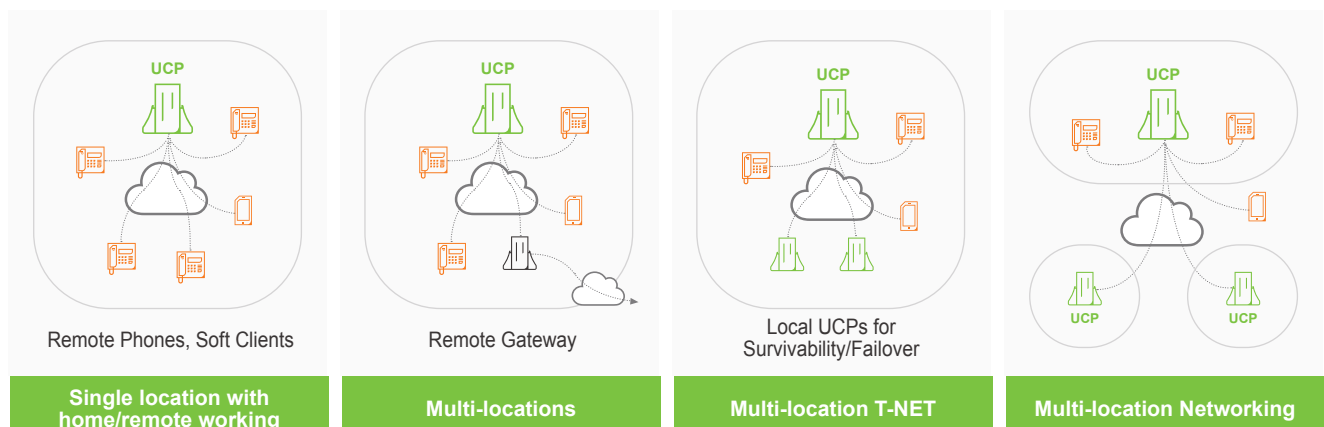 UCP
Remote Phones, Soft Clients
Single location with
home/remote working
UCP
Remote Gateway
Multi-locations
UCP
Local UCPs for
Survivability/Failover
Multi-location T-NET
UCP
UCP
UCP
Multi-location Networking